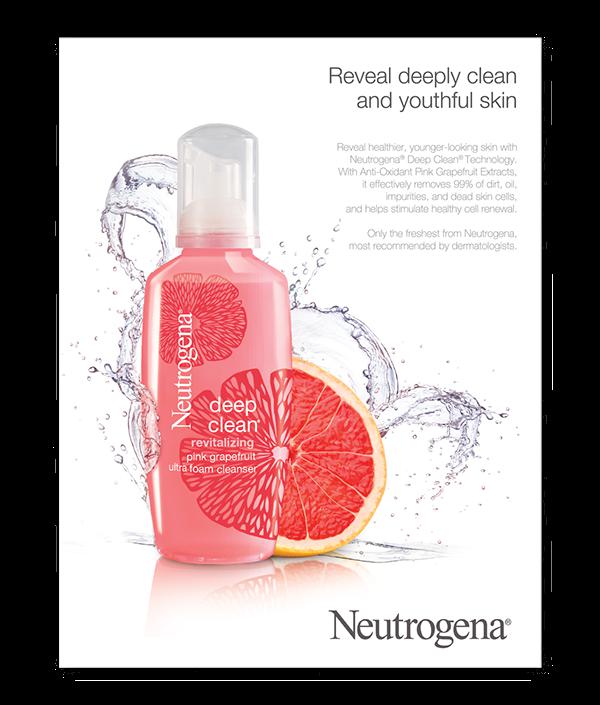 Reveal deeply clean
and youthful skin
Reveal healthier, younger-looking skin with
Neutrogena® Deep Clean® Technology.
With Anti-Oxidant Pink Grapefruit Extracts,
it effectively removes 99% of dirt, oil,
impurities, and dead skin cells,
and helps stimulate healthy cell renewal.
Only the freshest from Neutrogena,
most recommended by dermatologists.
Neutrogena®
deep
clean®
revitalizing
pink grapefruit
ultra foam cleanser
Neutrogena®